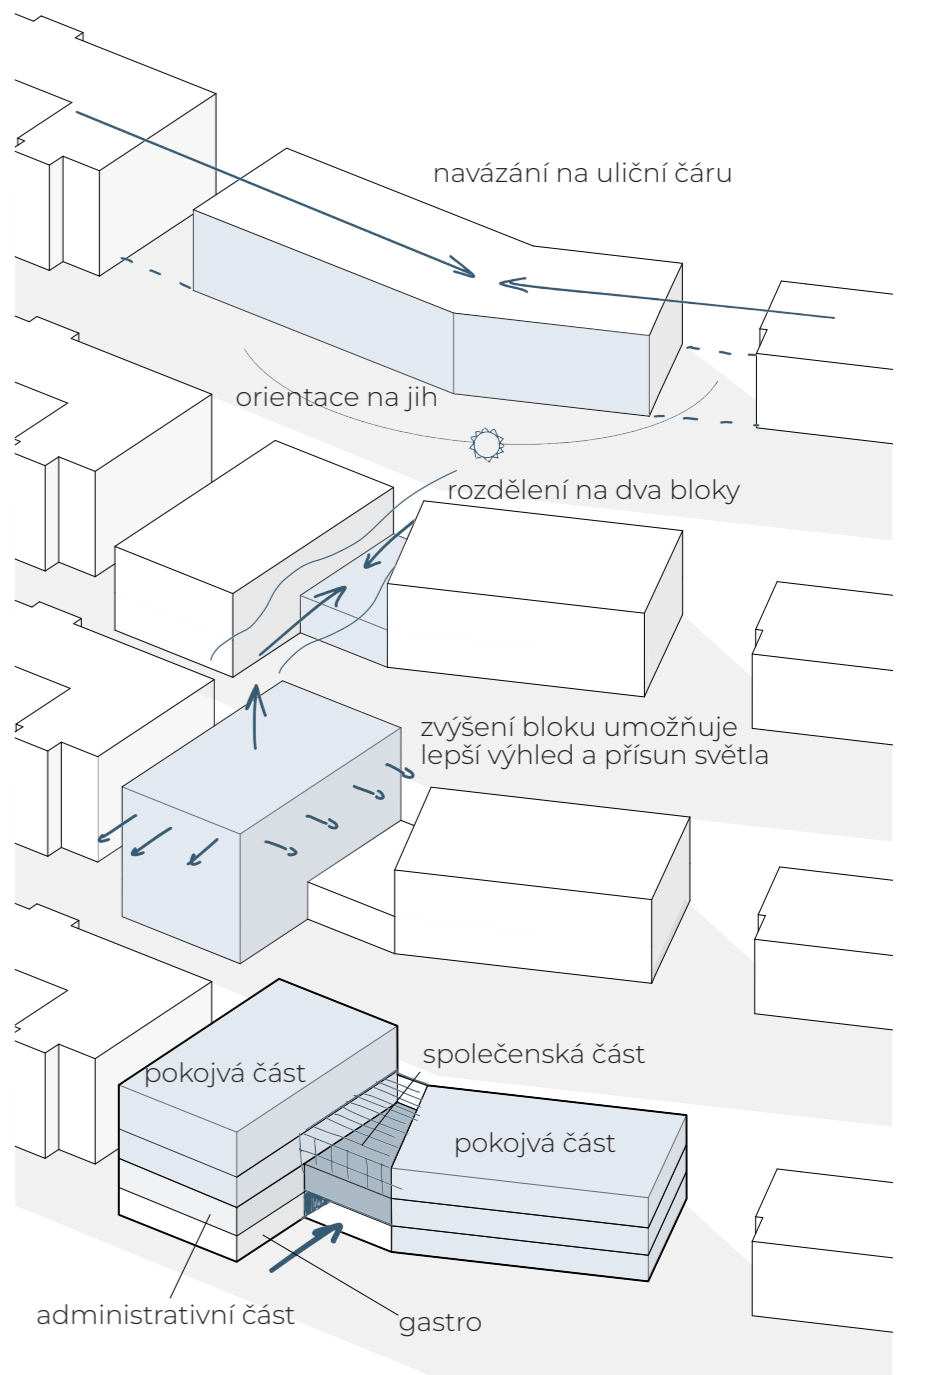 navázání na uliční čáru
orientace na jih
rozdělení na dva bloky
zvýšení bloku umožňuje
lepší výhled a přísun světla
společenská část
pokojvá část
pokojvá část
administrativní část
gastro